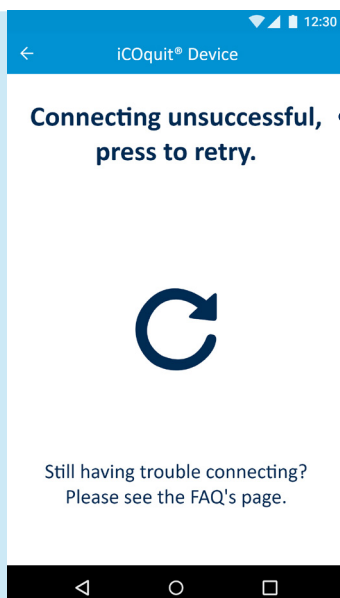 12:30
iCOquit® Device
Connecting unsuccessful,
press to retry.
Still having trouble connecting?
Please see the FAQ's page.